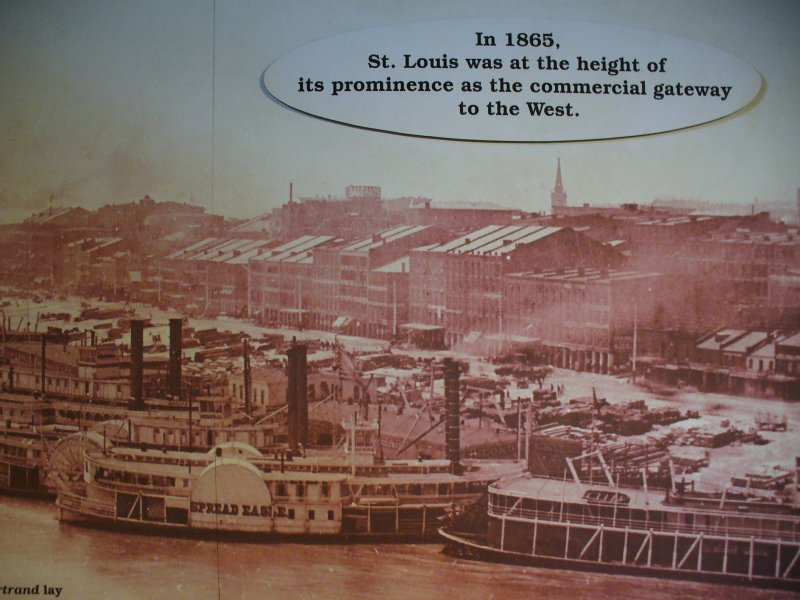 In 1865,
St. Louis was at the height of
its prominence as the commercial gateway
to the West.
SPREAD EAGLE
rtrand lay